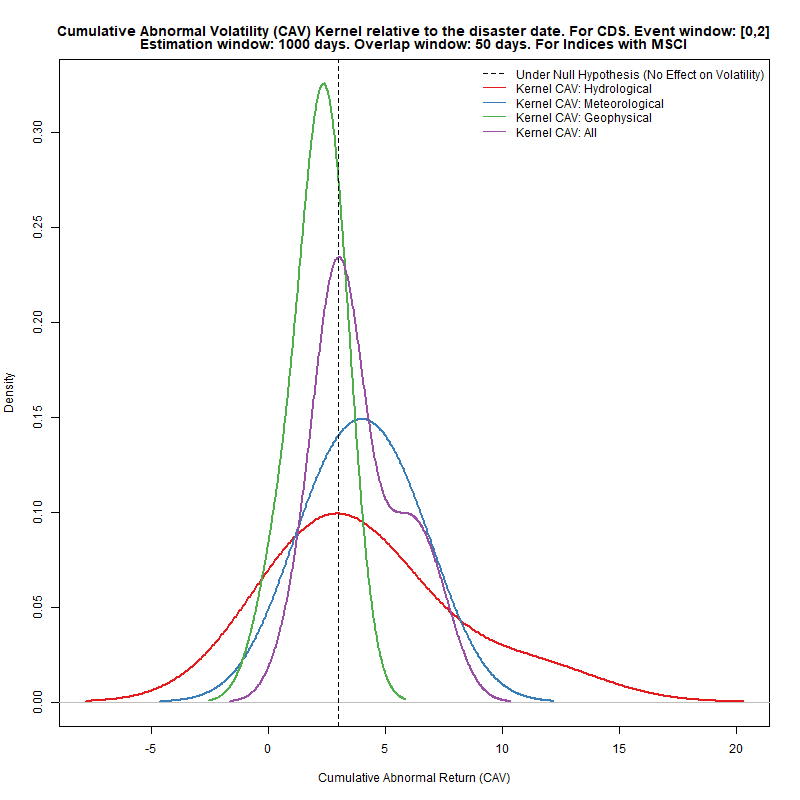 Cumulative Abnormal Volatility (CAV) Kernel relative to the disaster date. For CDS. Event window: [0,2]
Estimation window: 1000 days. Overlap window: 50 days. For Indices with MSCI
Under Null Hypothesis (No Effect on Volatility)
Kernel CAV: Hydrological
Kernel CAV: Meteorological
Kernel CAV: Geophysical
Kernel CAV: All
Density
0.30
0.25
0.20
0.15
0.10
0.05
0.00
-5 0 5 10 15 20
Cumulative Abnormal Return (CAV)